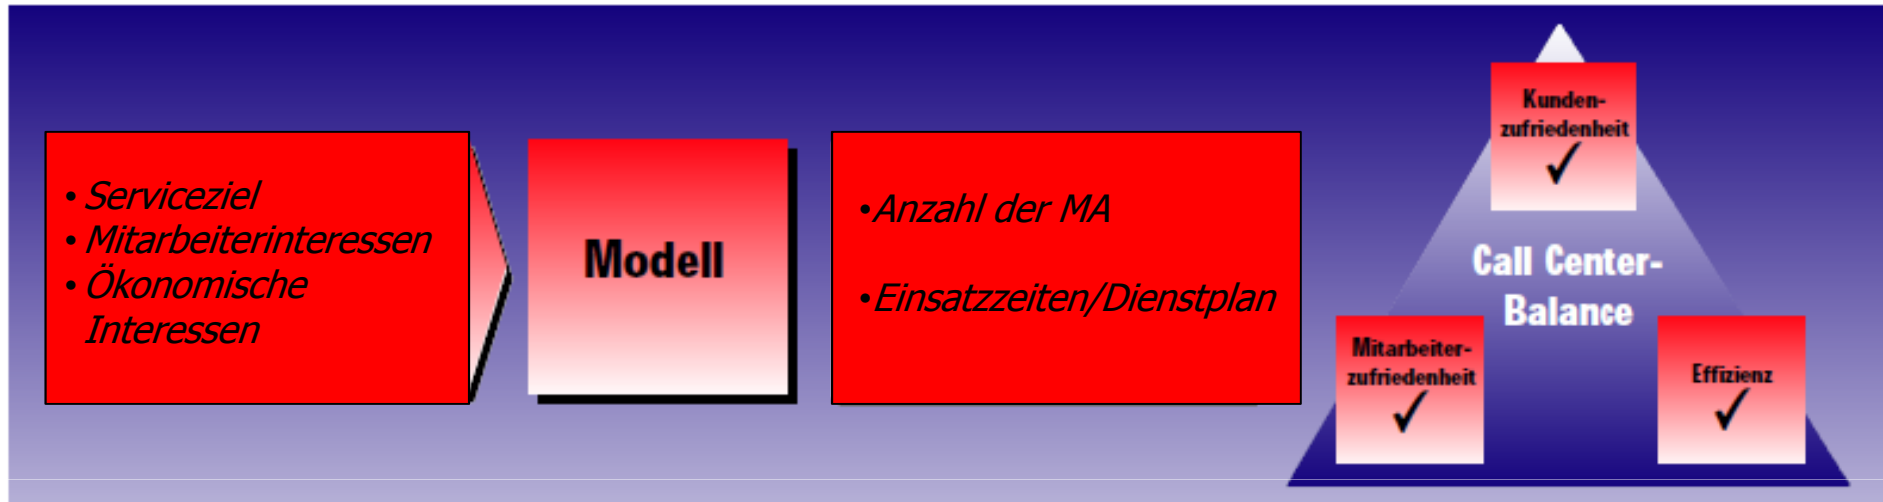 • Serviceziel
• Mitarbeiterinteressen
• Ökonomische
Interessen
Modell
•Anzahl der MA
•Einsatzzeiten/Dienstplan
Kunden-
zufriedenheit
✓
Call Center-
Balance
Mitarbeiter-
zufriedenheit
✓
Effizienz
✓